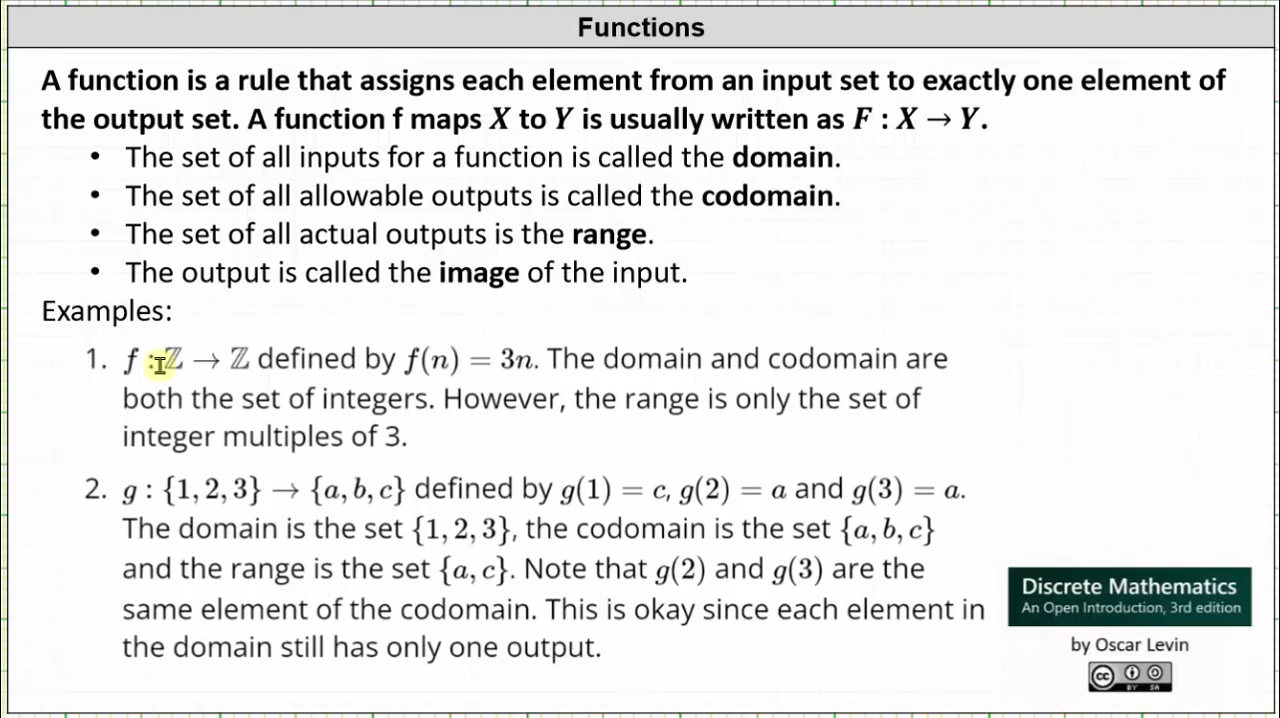 Functions
A function is a rule that assigns each element from an input set to exactly one element of
the output set. A function f maps X to Y is usually written as F : X → Y.
• The set of all inputs for a function is called the domain.
• The set of all allowable outputs is called the codomain.
• The set of all actual outputs is the range.
• The output is called the image of the input.
Examples:
1. f : ℤ → ℤ defined by f(n) = 3n. The domain and codomain are
both the set of integers. However, the range is only the set of
integer multiples of 3.
2. g : {1, 2, 3} → {a, b, c} defined by g(1) = c, g(2) = a and g(3) = a.
The domain is the set {1, 2, 3}, the codomain is the set {a, b, c}
and the range is the set {a, c}. Note that g(2) and g(3) are the
same element of the codomain. This is okay since each element in
the domain still has only one output.
Discrete Mathematics
An Open Introduction, 3rd edition
by Oscar Levin
cc
BY SA